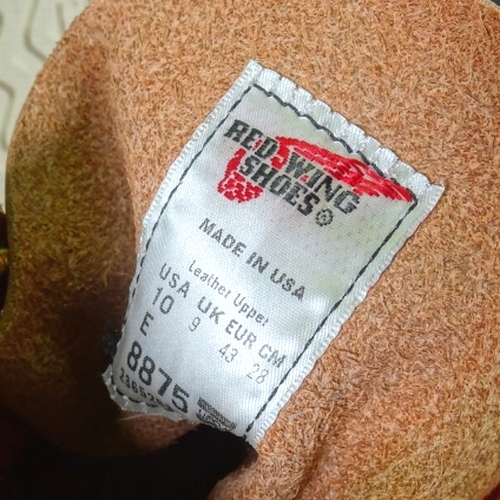 RED WING
SHOES ®
MADE IN USA
Leather Upper
USA UK EUR CM
10 9 43 28
E
8875